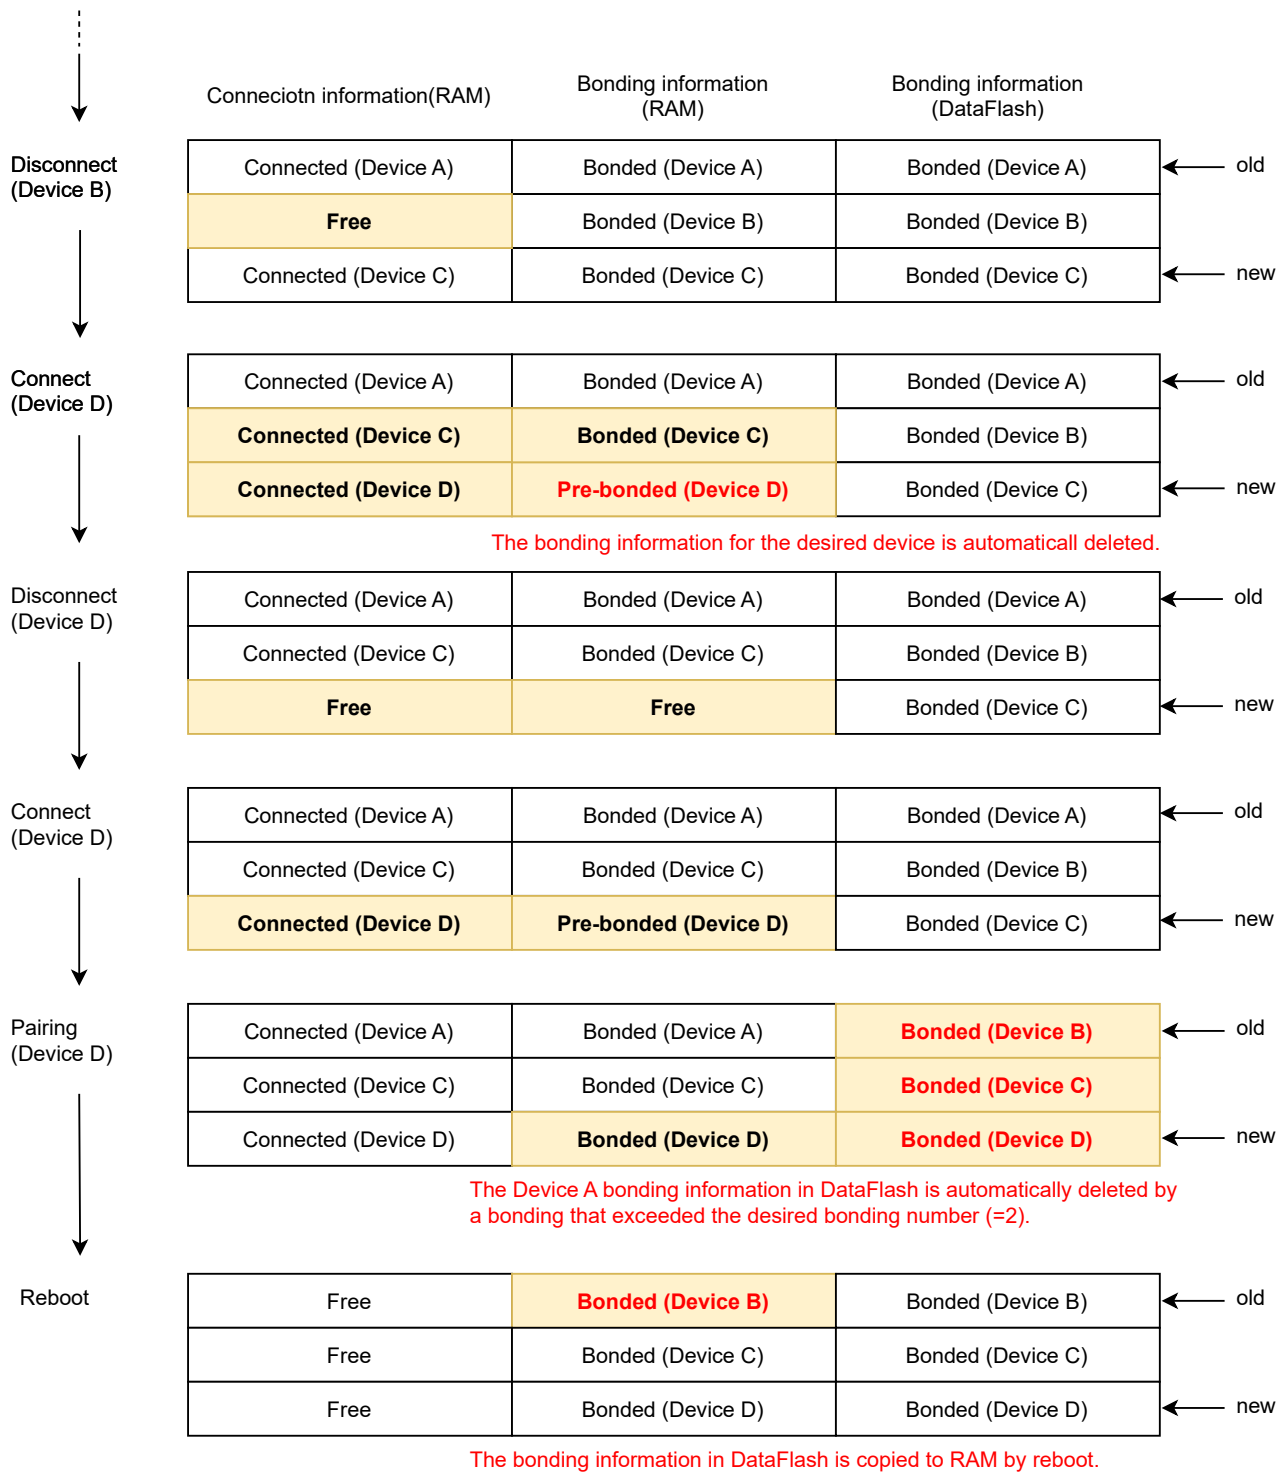 Conneciotn information(RAM)
Bonding information
(RAM)
Bonding information
(DataFlash)
Disconnect
(Device B)
Connected (Device A)
Bonded (Device A)
Bonded (Device A)
old
Free
Bonded (Device B)
Bonded (Device B)
Connected (Device C)
Bonded (Device C)
Bonded (Device C)
new
Connect
(Device D)
Connected (Device A)
Bonded (Device A)
Bonded (Device A)
old
Connected (Device C)
Bonded (Device C)
Bonded (Device B)
Connected (Device D)
Pre-bonded (Device D)
Bonded (Device C)
new
The bonding information for the desired device is automaticall deleted.
Disconnect
(Device D)
Connected (Device A)
Bonded (Device A)
Bonded (Device A)
old
Connected (Device C)
Bonded (Device C)
Bonded (Device B)
Free
Free
Bonded (Device C)
new
Connect
(Device D)
Connected (Device A)
Bonded (Device A)
Bonded (Device A)
old
Connected (Device C)
Bonded (Device C)
Bonded (Device B)
Connected (Device D)
Pre-bonded (Device D)
Bonded (Device C)
new
Pairing
(Device D)
Connected (Device A)
Bonded (Device A)
Bonded (Device B)
old
Connected (Device C)
Bonded (Device C)
Bonded (Device C)
Connected (Device D)
Bonded (Device D)
Bonded (Device D)
new
The Device A bonding information in DataFlash is automatically deleted by
a bonding that exceeded the desired bonding number (=2).
Reboot
Free
Bonded (Device B)
Bonded (Device B)
old
Free
Bonded (Device C)
Bonded (Device C)
Free
Bonded (Device D)
Bonded (Device D)
new
The bonding information in DataFlash is copied to RAM by reboot.